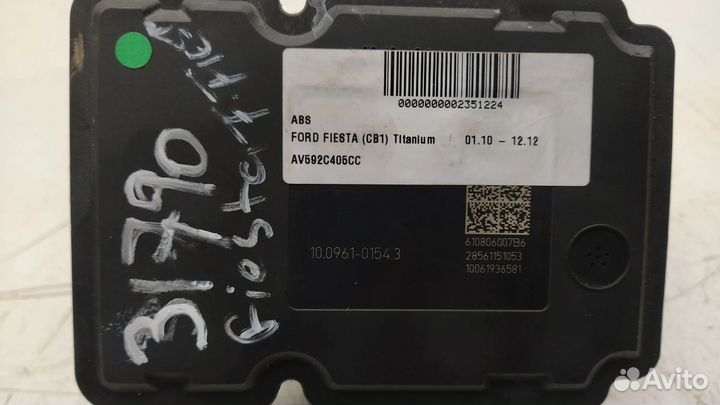 0000000002351224
ABS
FORD FIESTA (CB1) Titanium | 01.10 – 12.12
AV592C405CC
10.0961-0154.3
610806007B6
28561151053
10061936581
31790
Avito